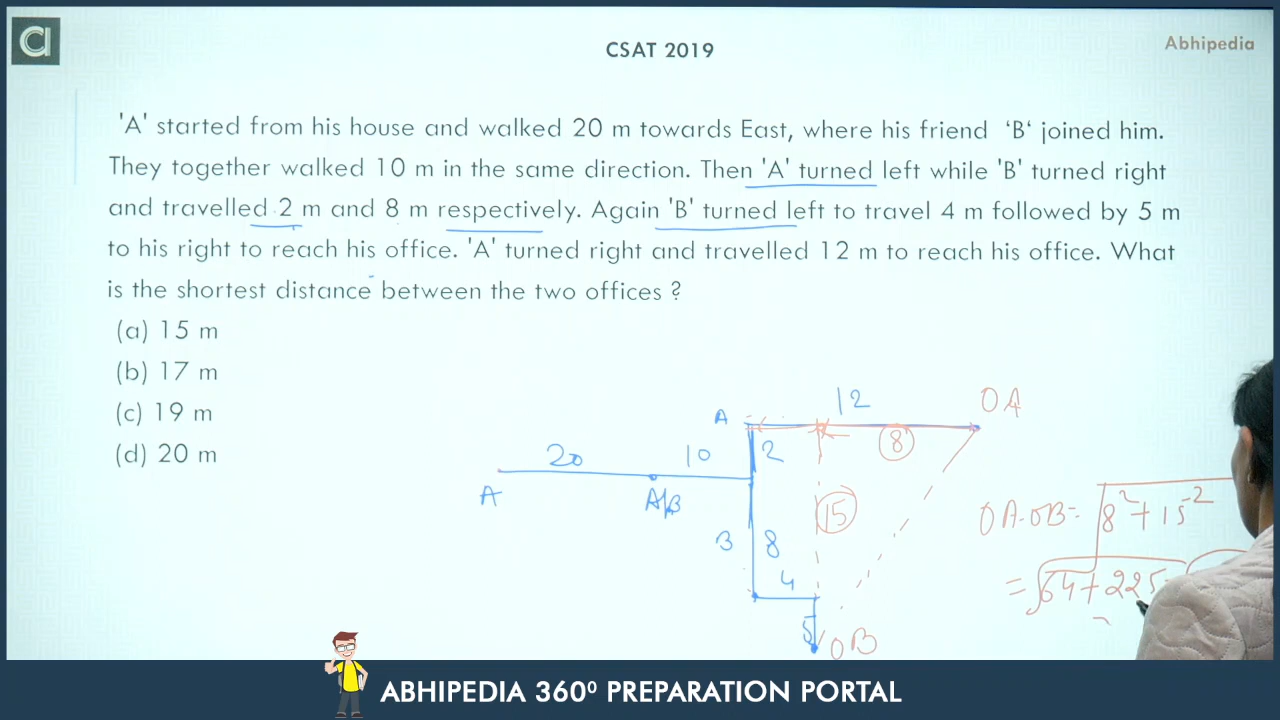 CSAT 2019
Abhipedia
'A' started from his house and walked 20 m towards East, where his friend ‘B‘ joined him.
They together walked 10 m in the same direction. Then 'A' turned left while 'B' turned right
and travelled 2 m and 8 m respectively. Again 'B' turned left to travel 4 m followed by 5 m
to his right to reach his office. 'A' turned right and travelled 12 m to reach his office. What
is the shortest distance between the two offices ?
(a) 15 m
(b) 17 m
(c) 19 m
(d) 20 m
A 12 OA
20 10 2 8
A A/B 15 OA-OB= √8²+15²
B 8
4 =√64+225
5 OB
ABHIPEDIA 360⁰ PREPARATION PORTAL